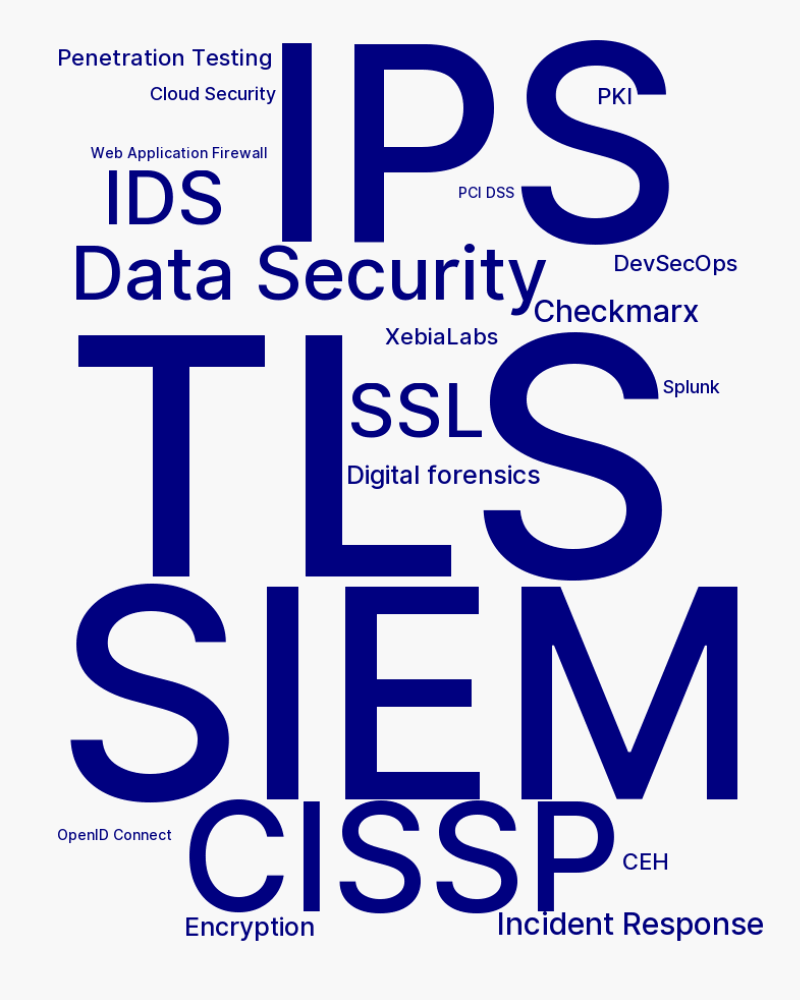 Penetration Testing
IPS
Cloud Security
PKI
Web Application Firewall
IDS
PCI DSS
Data Security
DevSecOps
Checkmarx
XebiaLabs
TLS
SSL
Splunk
Digital forensics
SIEM
CISSP
OpenID Connect
CEH
Encryption
Incident Response